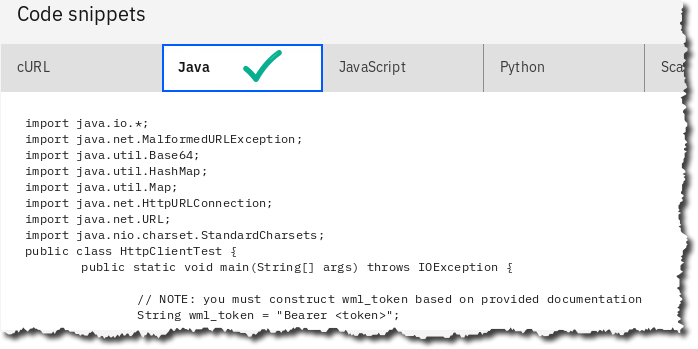 Code snippets
cURL Java JavaScript Python
import java.io.*;
import java.net.MalformedURLException;
import java.util.Base64;
import java.util.HashMap;
import java.util.Map;
import java.net.HttpURLConnection;
import java.net.URL;
import java.nio.charset.StandardCharsets;
public class HttpClientTest {
public static void main(String[] args) throws IOException {
// NOTE: you must construct wml_token based on provided documentation
String wml_token = "Bearer <token>";